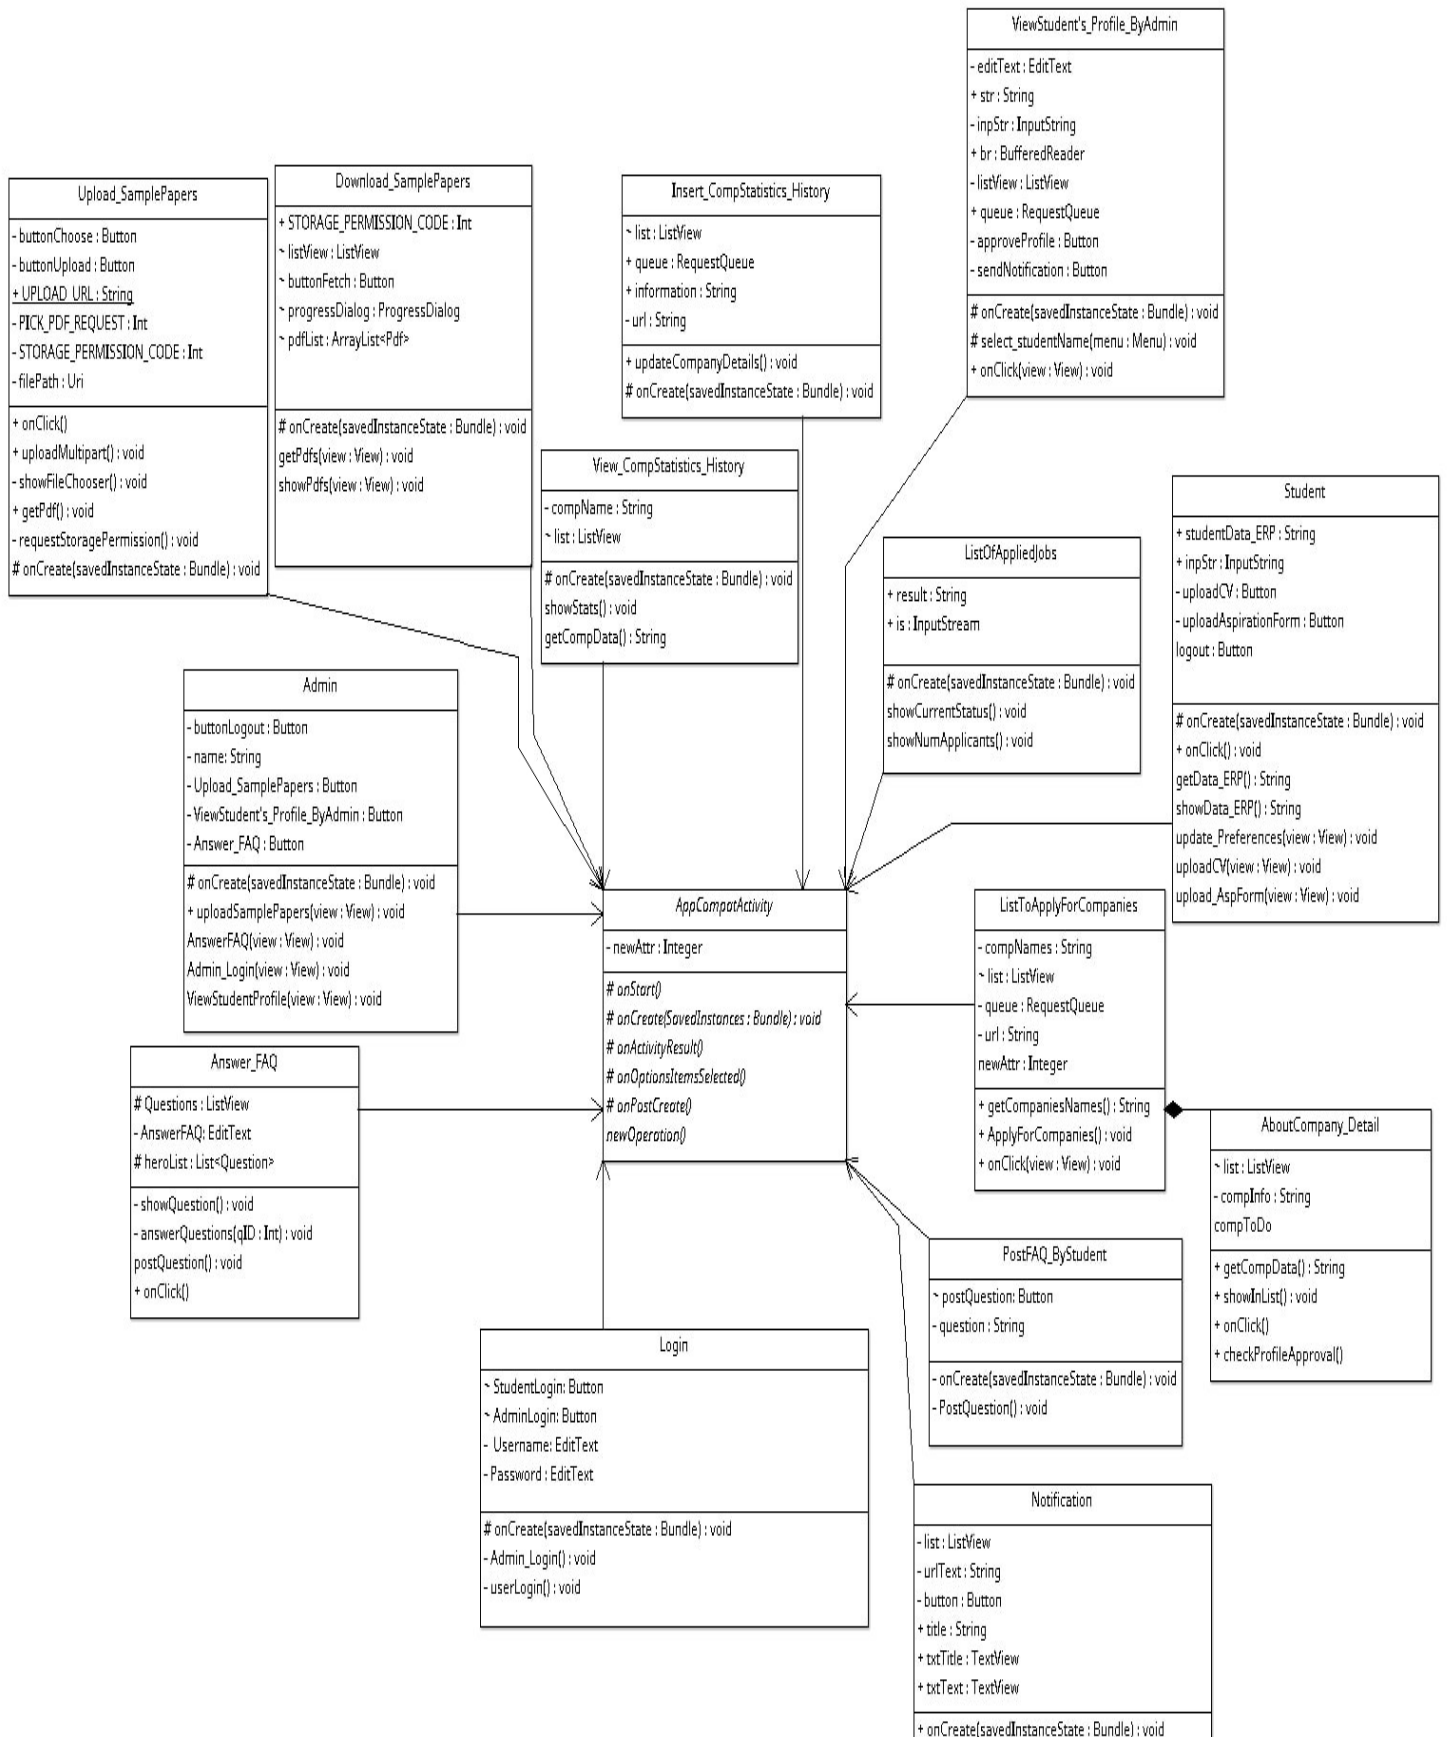 ViewStudent's_Profile_ByAdmin
- editText : EditText
+ str : String
- inpStr : InputString
+ br : BufferedReader
- listView : ListView
+ queue : RequestQueue
- approveProfile : Button
- sendNotification : Button
# onCreate(savedInstanceState : Bundle) : void
# select_studentName(menu : Menu) : void
+ onClick(view : View) : void
Upload_SamplePapers
- buttonChoose : Button
- buttonUpload : Button
+ UPLOAD_URL : String
- PICK_PDF_REQUEST : Int
- STORAGE_PERMISSION_CODE : Int
- filePath : Uri
+ onClick()
+ uploadMultipart() : void
- showFileChooser() : void
+ getPdf() : void
- requestStoragePermission() : void
# onCreate(savedInstanceState : Bundle) : void
Download_SamplePapers
+ STORAGE_PERMISSION_CODE : Int
~ listView : ListView
~ buttonFetch : Button
~ progressDialog : ProgressDialog
~ pdfList : ArrayList<Pdf>
# onCreate(savedInstanceState : Bundle) : void
getPdfs(view : View) : void
showPdfs(view : View) : void
Insert_CompStatistics_History
~ list : ListView
+ queue : RequestQueue
+ information : String
- url : String
+ updateCompanyDetails() : void
# onCreate(savedInstanceState : Bundle) : void
View_CompStatistics_History
- compName : String
~ list : ListView
# onCreate(savedInstanceState : Bundle) : void
showStats() : void
getCompData() : String
ListOfAppliedJobs
+ result : String
+ is : InputStream
# onCreate(savedInstanceState : Bundle) : void
showCurrentStatus() : void
showNumApplicants() : void
Student
+ studentData_ERP : String
+ inpStr : InputString
- uploadCV : Button
- uploadAspirationForm : Button
logout : Button
# onCreate(savedInstanceState : Bundle) : void
+ onClick() : void
getData_ERP() : String
showData_ERP() : String
update_Preferences(view : View) : void
uploadCV(view : View) : void
upload_AspForm(view : View) : void
Admin
- buttonLogout : Button
- name: String
- Upload_SamplePapers : Button
- ViewStudent's_Profile_ByAdmin : Button
- Answer_FAQ : Button
# onCreate(savedInstanceState : Bundle) : void
+ uploadSamplePapers(view : View) : void
AnswerFAQ(view : View) : void
Admin_Login(view : View) : void
ViewStudentProfile(view : View) : void
AppCompatActivity
- newAttr : Integer
# onStart()
# onCreate(SavedInstances : Bundle) : void
# onActivityResult()
# onOptionsItemsSelected()
# onPostCreate()
newOperation()
ListToApplyForCompanies
- compNames : String
~ list : ListView
- queue : RequestQueue
- url : String
newAttr : Integer
+ getCompaniesNames() : String
+ ApplyForCompanies() : void
+ onClick(view : View) : void
Answer_FAQ
# Questions : ListView
- AnswerFAQ: EditText
# heroList : List<Question>
- showQuestion() : void
- answerQuestions(qID : Int) : void
postQuestion() : void
+ onClick()
AboutCompany_Detail
~ list : ListView
- compInfo : String
compToDo
+ getCompData() : String
+ showInList() : void
+ onClick()
+ checkProfileApproval()
PostFAQ_ByStudent
~ postQuestion: Button
- question : String
- onCreate(savedInstanceState : Bundle) : void
- PostQuestion() : void
Login
~ StudentLogin: Button
~ AdminLogin: Button
- Username: EditText
- Password : EditText
# onCreate(savedInstanceState : Bundle) : void
- Admin_Login() : void
- userLogin() : void
Notification
- list : ListView
- urlText : String
- button : Button
+ title : String
+ txtTitle : TextView
+ txtText : TextView
+ onCreate(savedInstanceState : Bundle) : void